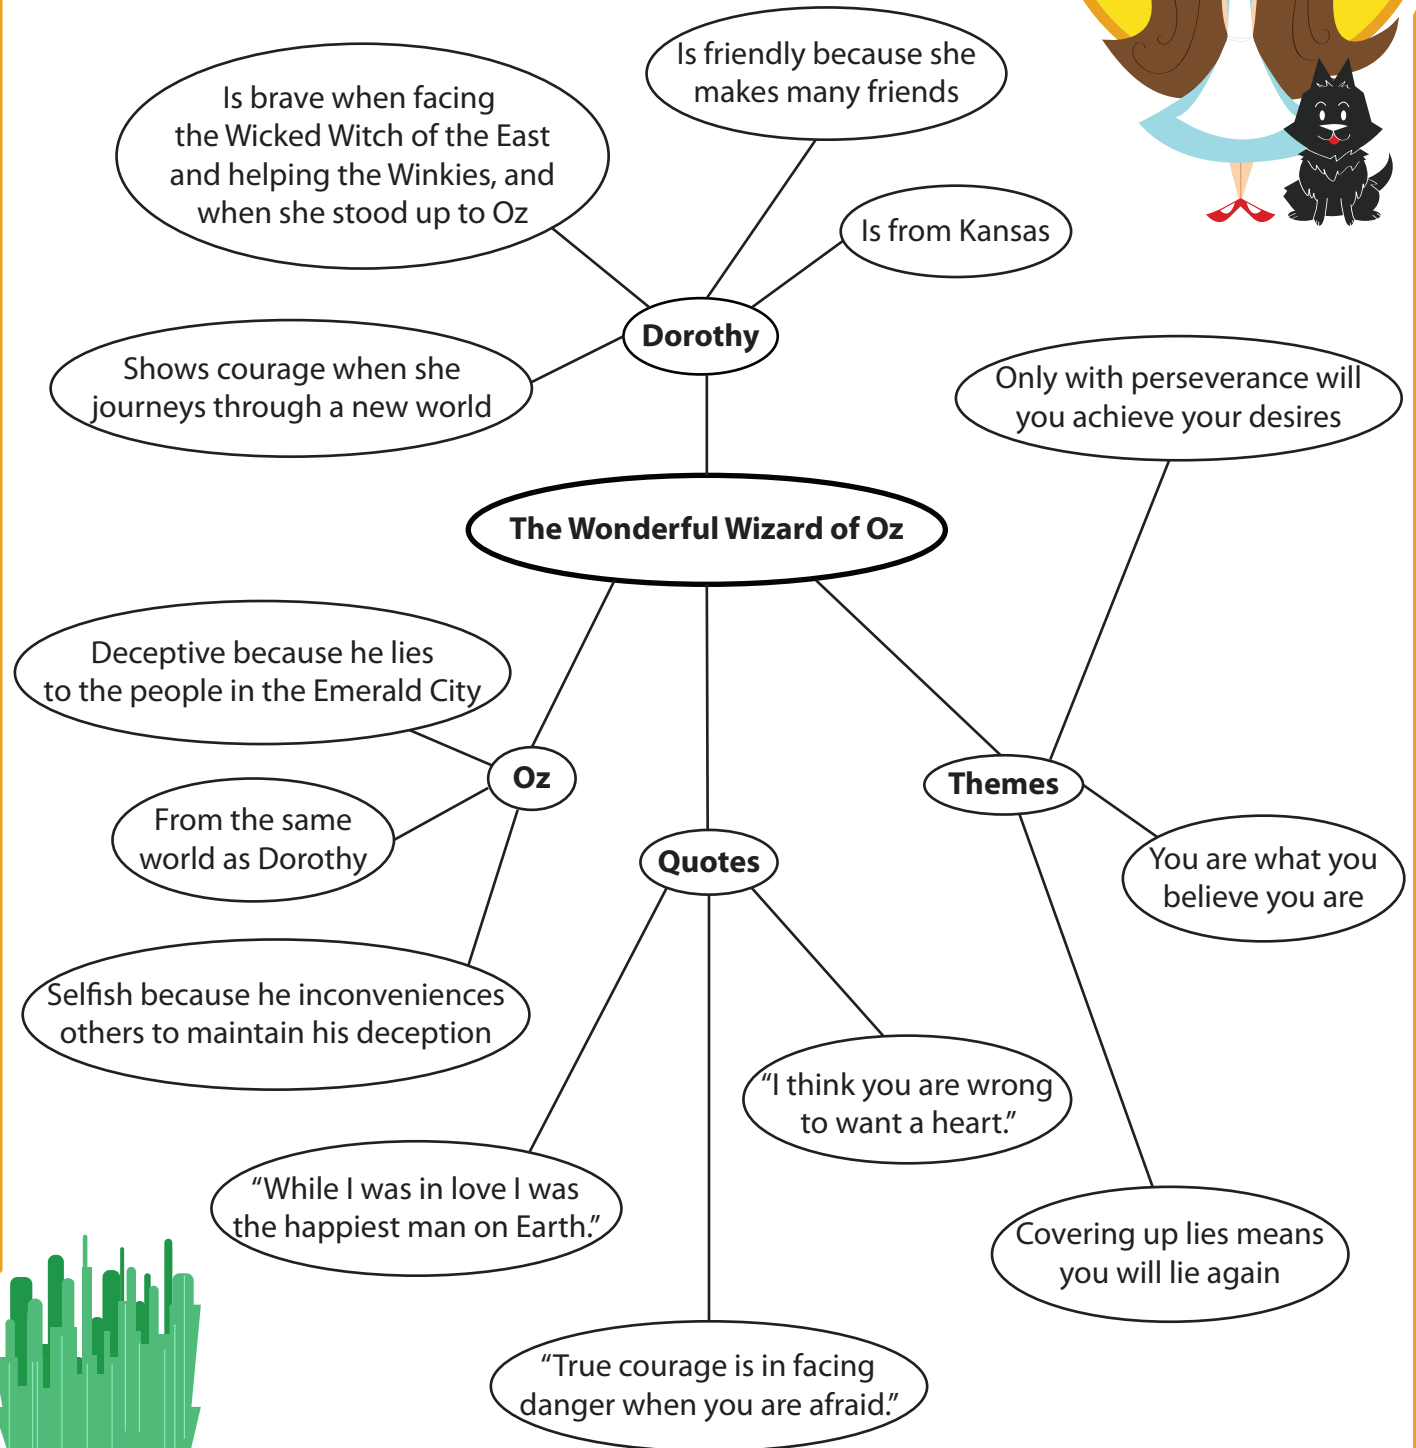 Is friendly because she
makes many friends
Is brave when facing
the Wicked Witch of the East
and helping the Winkies, and
when she stood up to Oz
Is from Kansas
Dorothy
Shows courage when she
journeys through a new world
Only with perseverance will
you achieve your desires
The Wonderful Wizard of Oz
Deceptive because he lies
to the people in the Emerald City
Oz
Themes
From the same
world as Dorothy
Quotes
You are what you
believe you are
Selfish because he inconveniences
others to maintain his deception
“I think you are wrong
to want a heart.”
“While I was in love I was
the happiest man on Earth.”
Covering up lies means
you will lie again
“True courage is in facing
danger when you are afraid.”